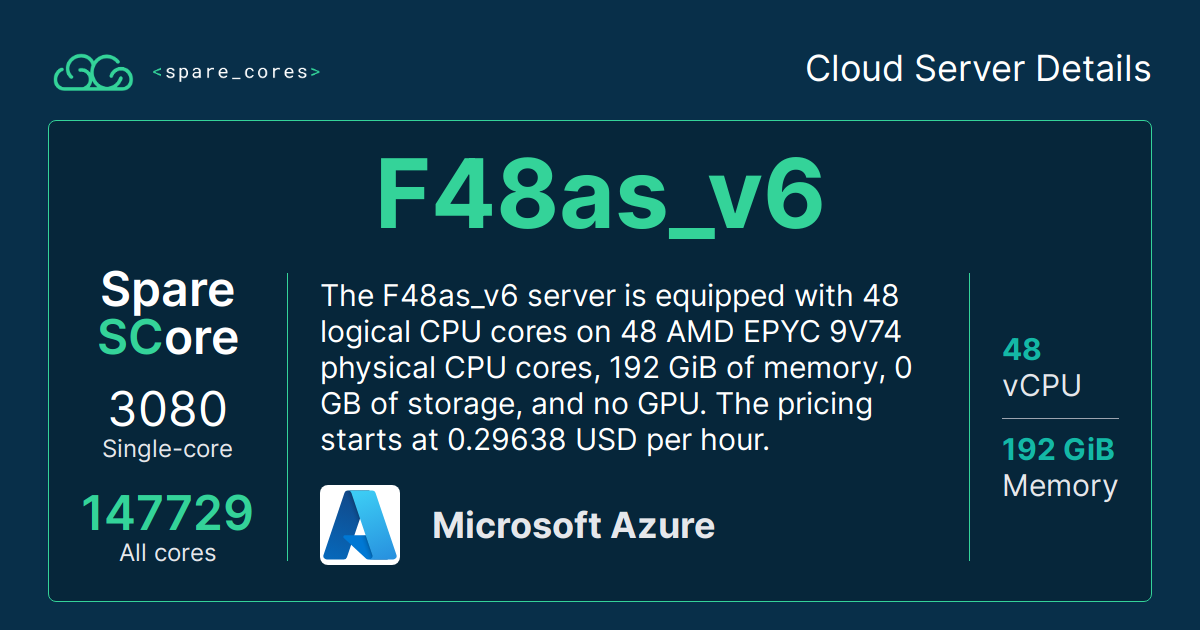 <spare_cores>
Cloud Server Details
F48as_v6
Spare
SCore
3080
Single-core
147729
All cores
The F48as_v6 server is equipped with 48
logical CPU cores on 48 AMD EPYC 9V74
physical CPU cores, 192 GiB of memory, 0
GB of storage, and no GPU. The pricing
starts at 0.29638 USD per hour.
Microsoft Azure
48
vCPU
192 GiB
Memory